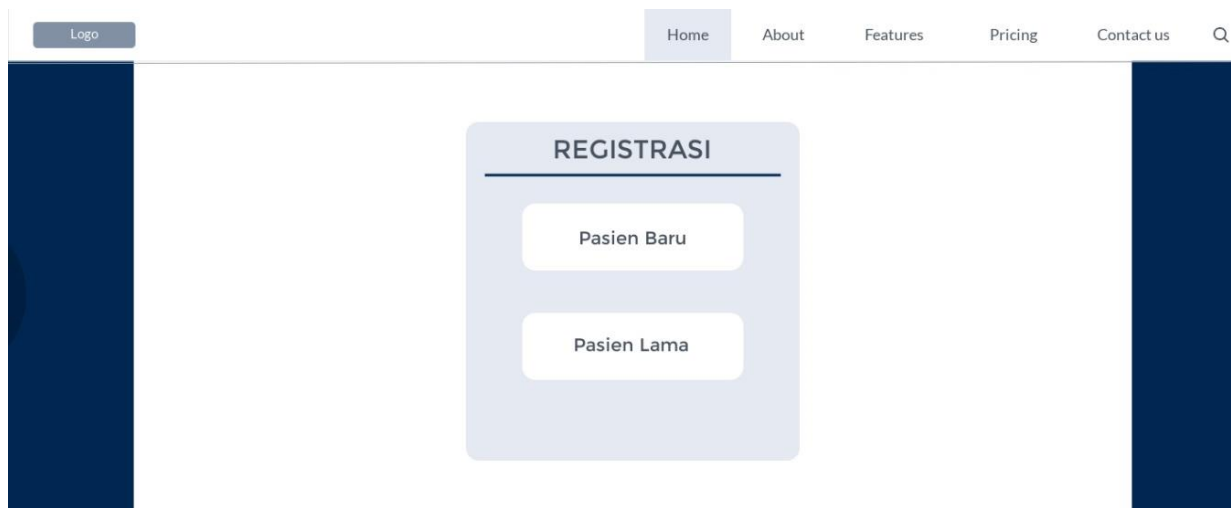 Logo
Home About Features Pricing Contact us
REGISTRASI
Pasien Baru
Pasien Lama